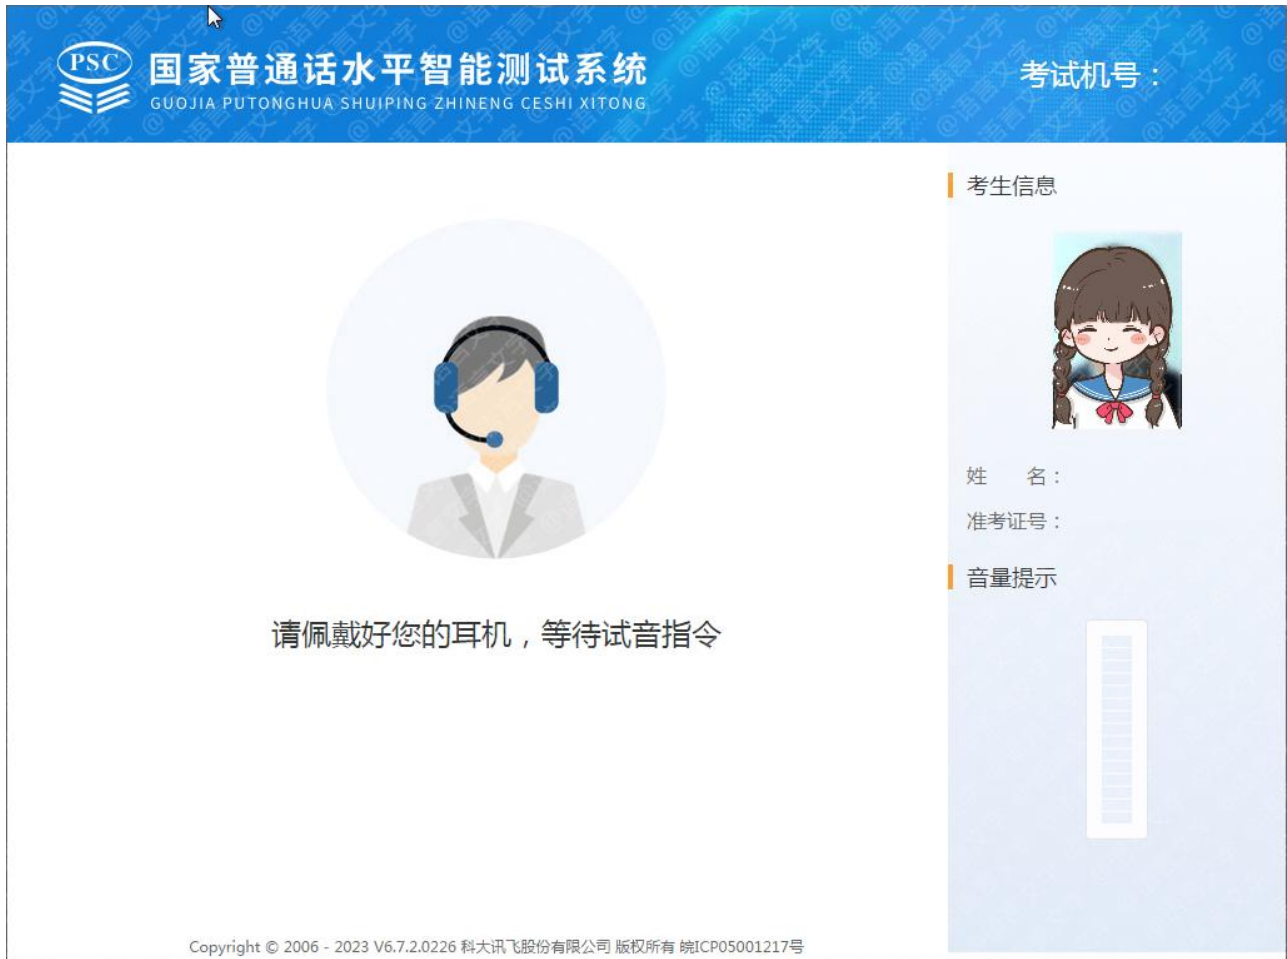 PSC
国家普通话水平智能测试系统
GUOJIA PUTONGHUA SHUIPING ZHINENG CESHI XITONG
考试机号：
考生信息
姓 名：
准考证号：
音量提示
请佩戴好您的耳机，等待试音指令
Copyright © 2006 - 2023 V6.7.2.0226 科大讯飞股份有限公司 版权所有 皖ICP05001217号
@语言文字